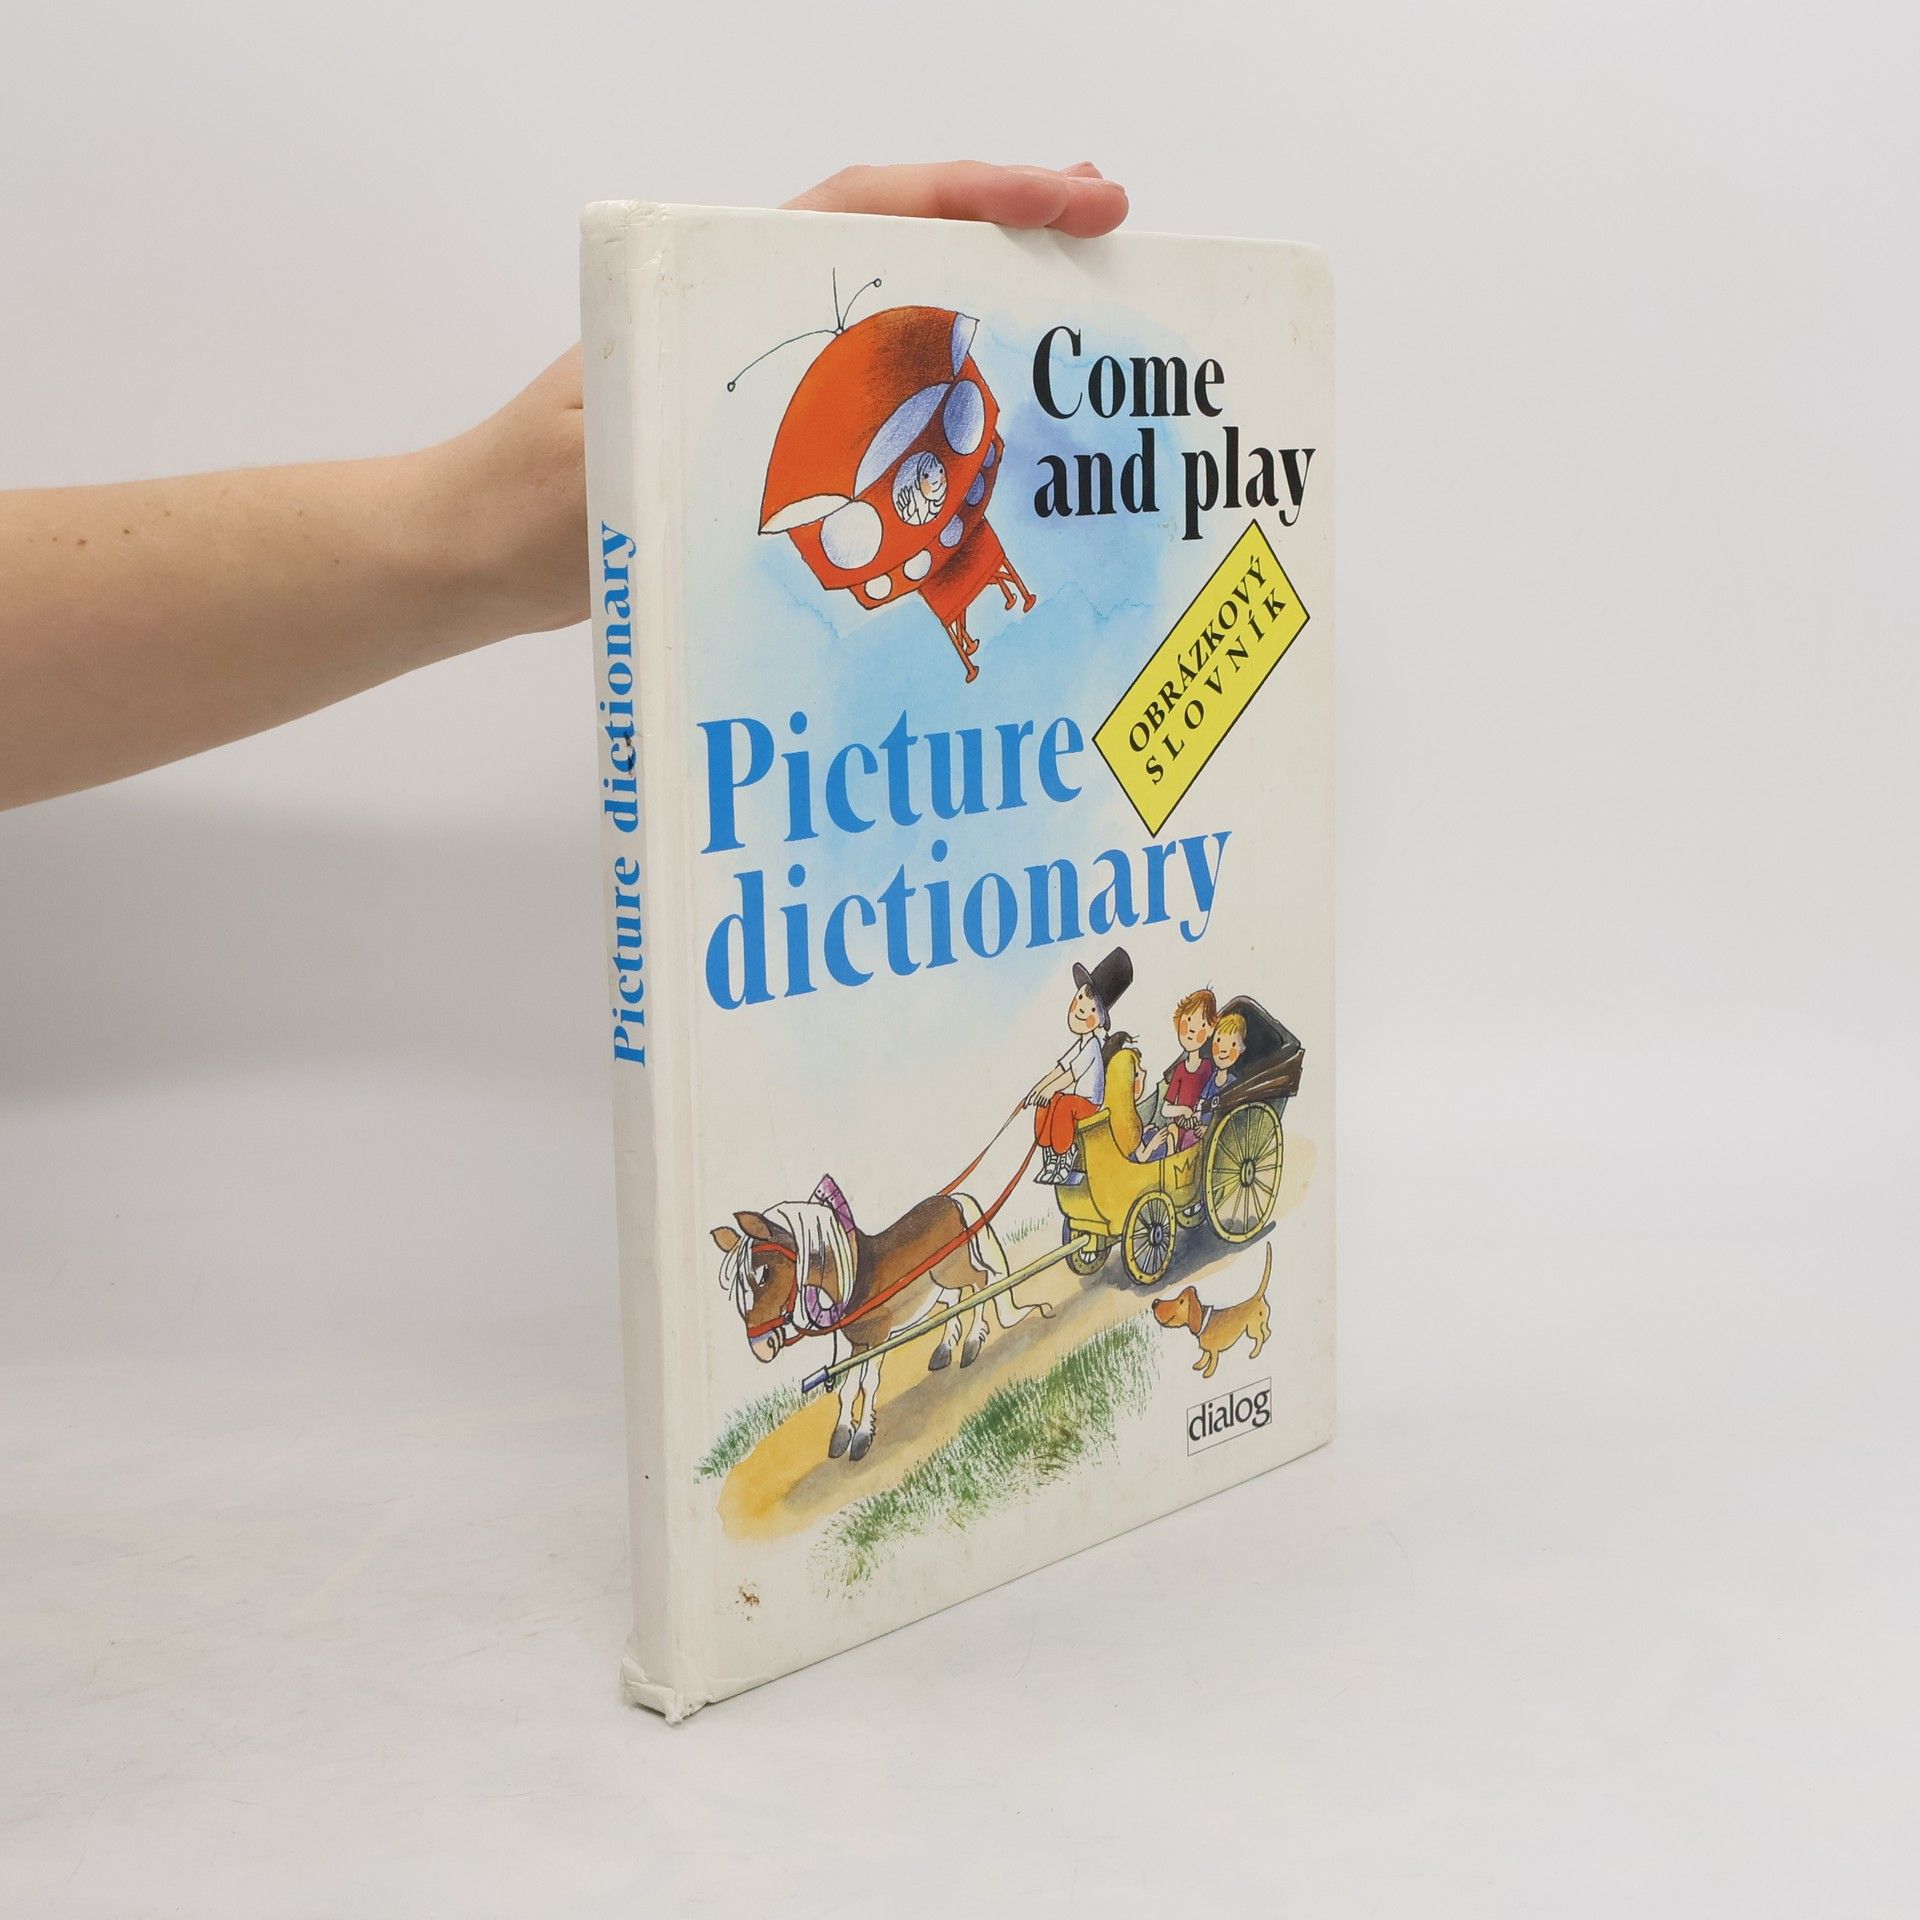 Come
and play
OBRÁZKOVÝ
SLOVNÍK
Picture
dictionary
dialog
Picture dictionary